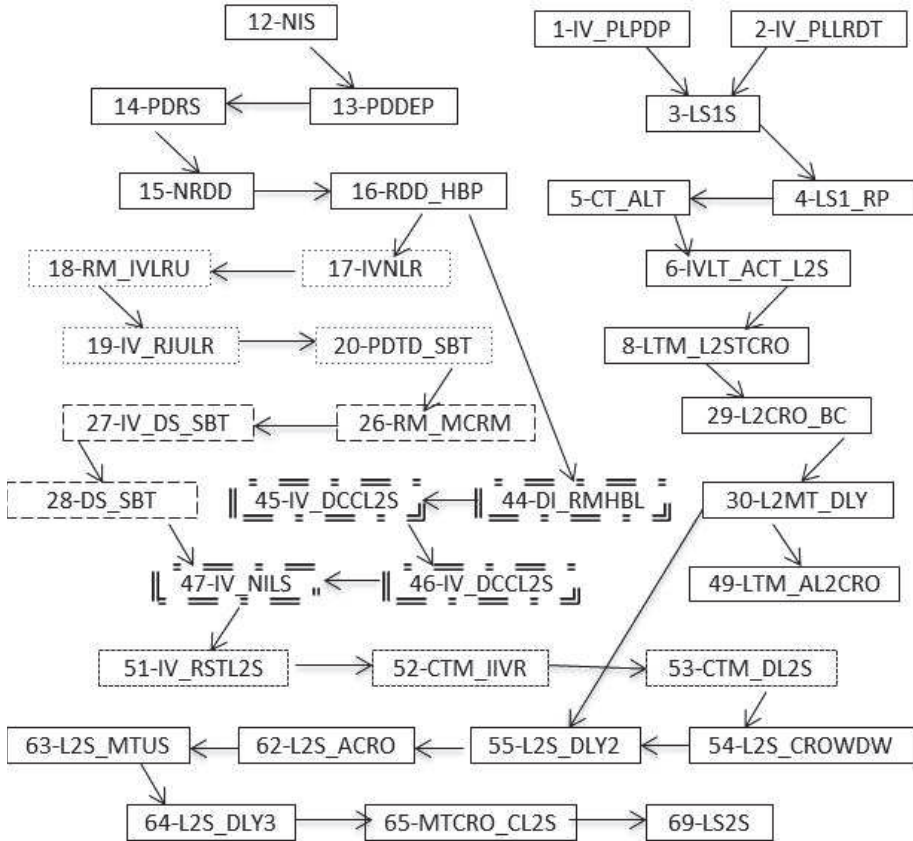 12-NIS
1-IV_PLPDP
2-IV_PLLRDT
14-PDRS
13-PDDEP
3-LS1S
15-NRDD
16-RDD_HBP
5-CT_ALT
4-LS1_RP
18-RM_IVLRU
17-IVNLR
6-IVLT_ACT_L2S
19-IV_RJULR
20-PDTD_SBT
8-LTM_L2STCRO
27-IV_DS_SBT
26-RM_MCRM
29-L2CRO_BC
28-DS_SBT
45-IV_DCCL2S
44-DI_RMHBL
30-L2MT_DLY
47-IV_NILS
46-IV_DCCL2S
49-LTM_AL2CRO
51-IV_RSTL2S
52-CTM_IIVR
53-CTM_DL2S
63-L2S_MTUS
62-L2S_ACRO
55-L2S_DLY2
54-L2S_CROWDW
64-L2S_DLY3
65-MTCRO_CL2S
69-LS2S